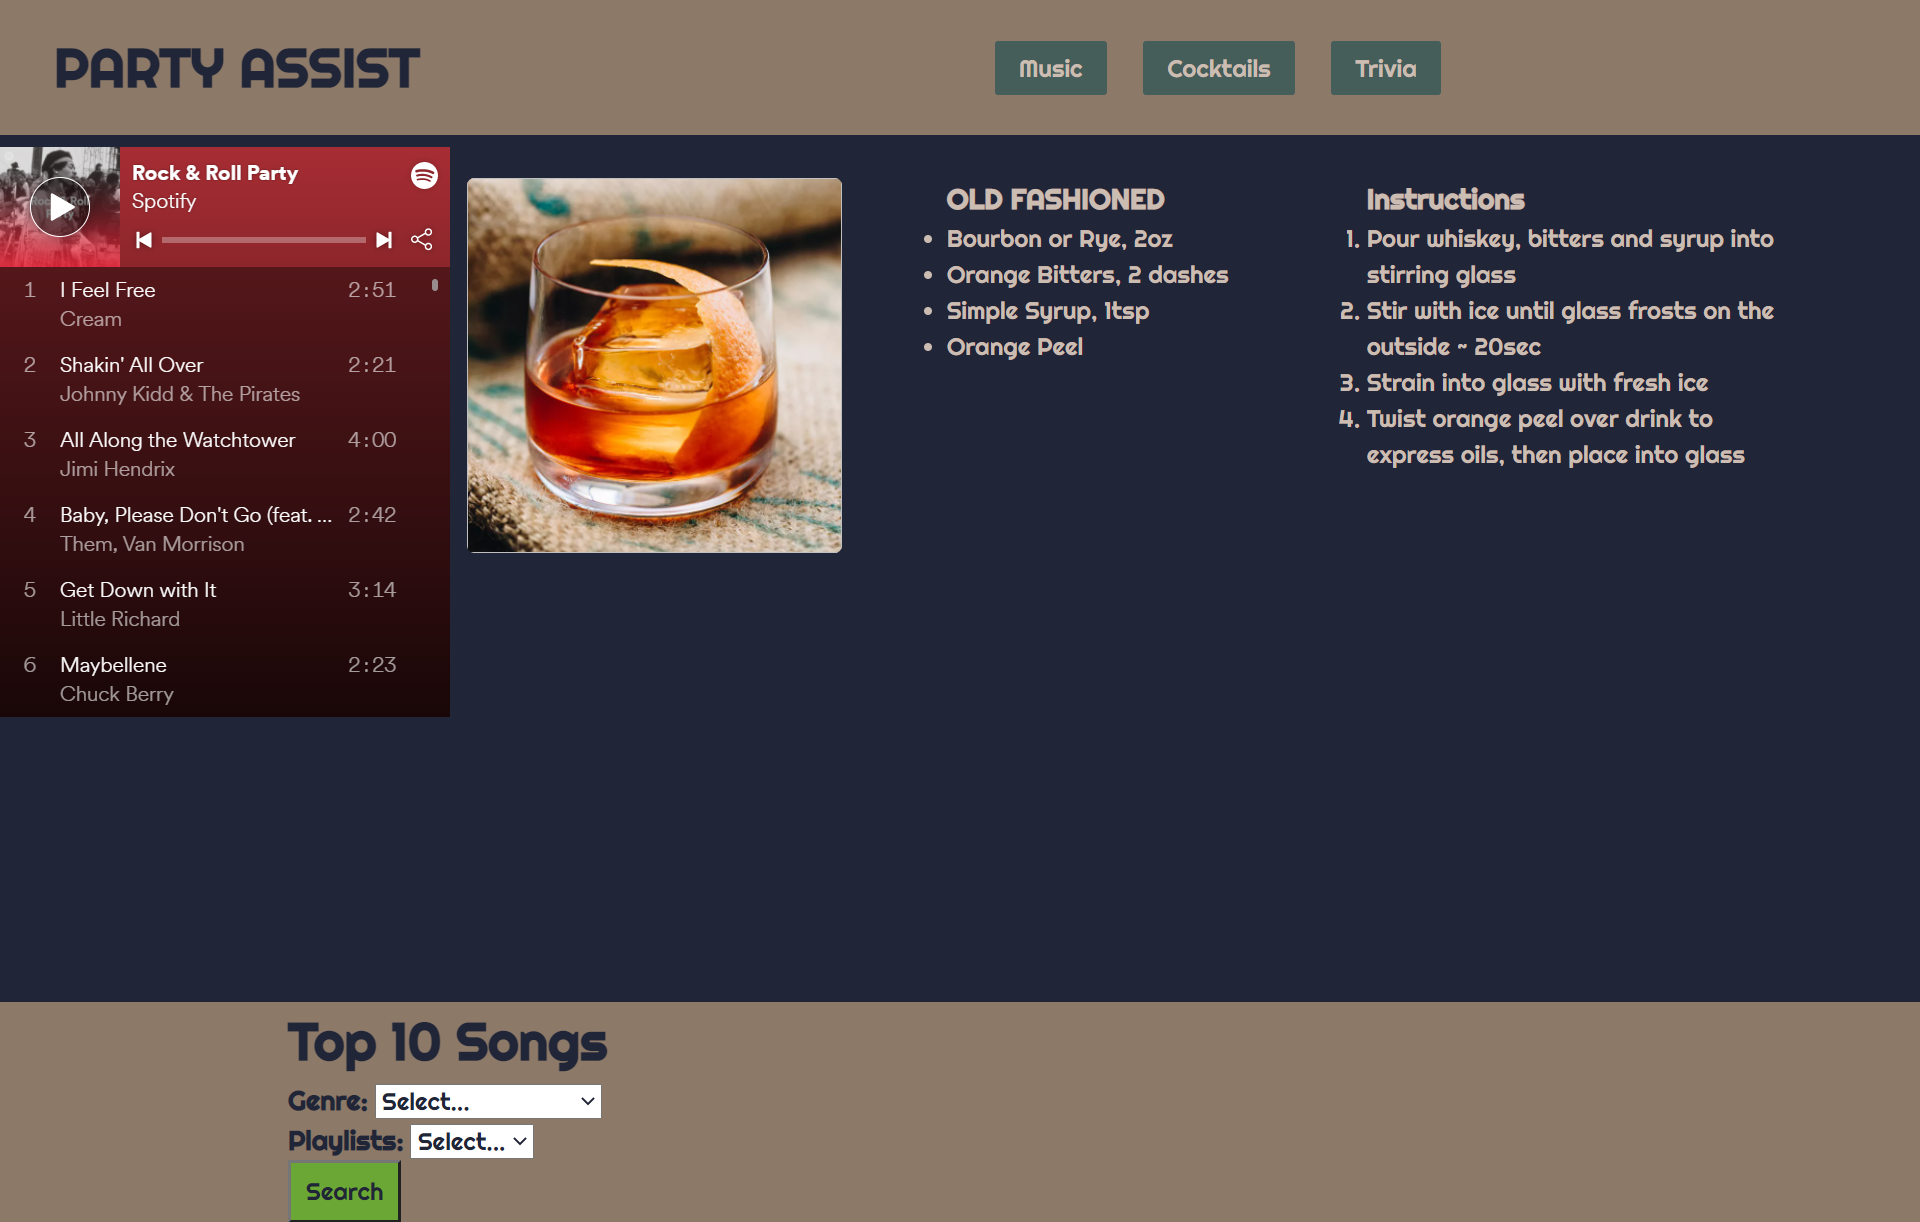 PARTY ASSIST
Music
Cocktails
Trivia
Rock & Roll Party
Spotify
1 I Feel Free 2:51
Cream
2 Shakin' All Over 2:21
Johnny Kidd & The Pirates
3 All Along the Watchtower 4:00
Jimi Hendrix
4 Baby, Please Don't Go (feat. ... 2:42
Them, Van Morrison
5 Get Down with It 3:14
Little Richard
6 Maybellene 2:23
Chuck Berry
OLD FASHIONED
• Bourbon or Rye, 2oz
• Orange Bitters, 2 dashes
• Simple Syrup, 1tsp
• Orange Peel
Instructions
1. Pour whiskey, bitters and syrup into
stirring glass
2. Stir with ice until glass frosts on the
outside ~ 20sec
3. Strain into glass with fresh ice
4. Twist orange peel over drink to
express oils, then place into glass
Top 10 Songs
Genre: Select...
Playlists: Select...
Search